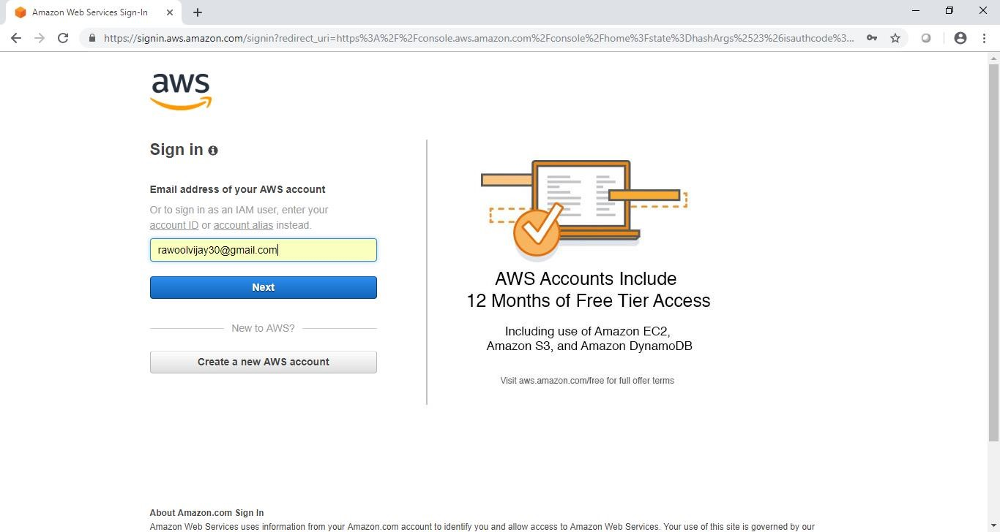 Amazon Web Services Sign-In
https://signin.aws.amazon.com/signin?redirect_uri=https%3A%2F%2Fconsole.aws.amazon.com%2Fconsole%2Fhome%3Fstate%3DhashArgs%2523%26isauthcode%3...
aws
Sign in
Email address of your AWS account
Or to sign in as an IAM user, enter your
account ID or account alias instead.
rawoolvijay30@gmail.com
Next
New to AWS?
Create a new AWS account
AWS Accounts Include
12 Months of Free Tier Access
Including use of Amazon EC2,
Amazon S3, and Amazon DynamoDB
Visit aws.amazon.com/free for full offer terms
About Amazon.com Sign In
Amazon Web Services uses information from your Amazon.com account to identify you and allow access to Amazon Web Services. Your use of this site is governed by our